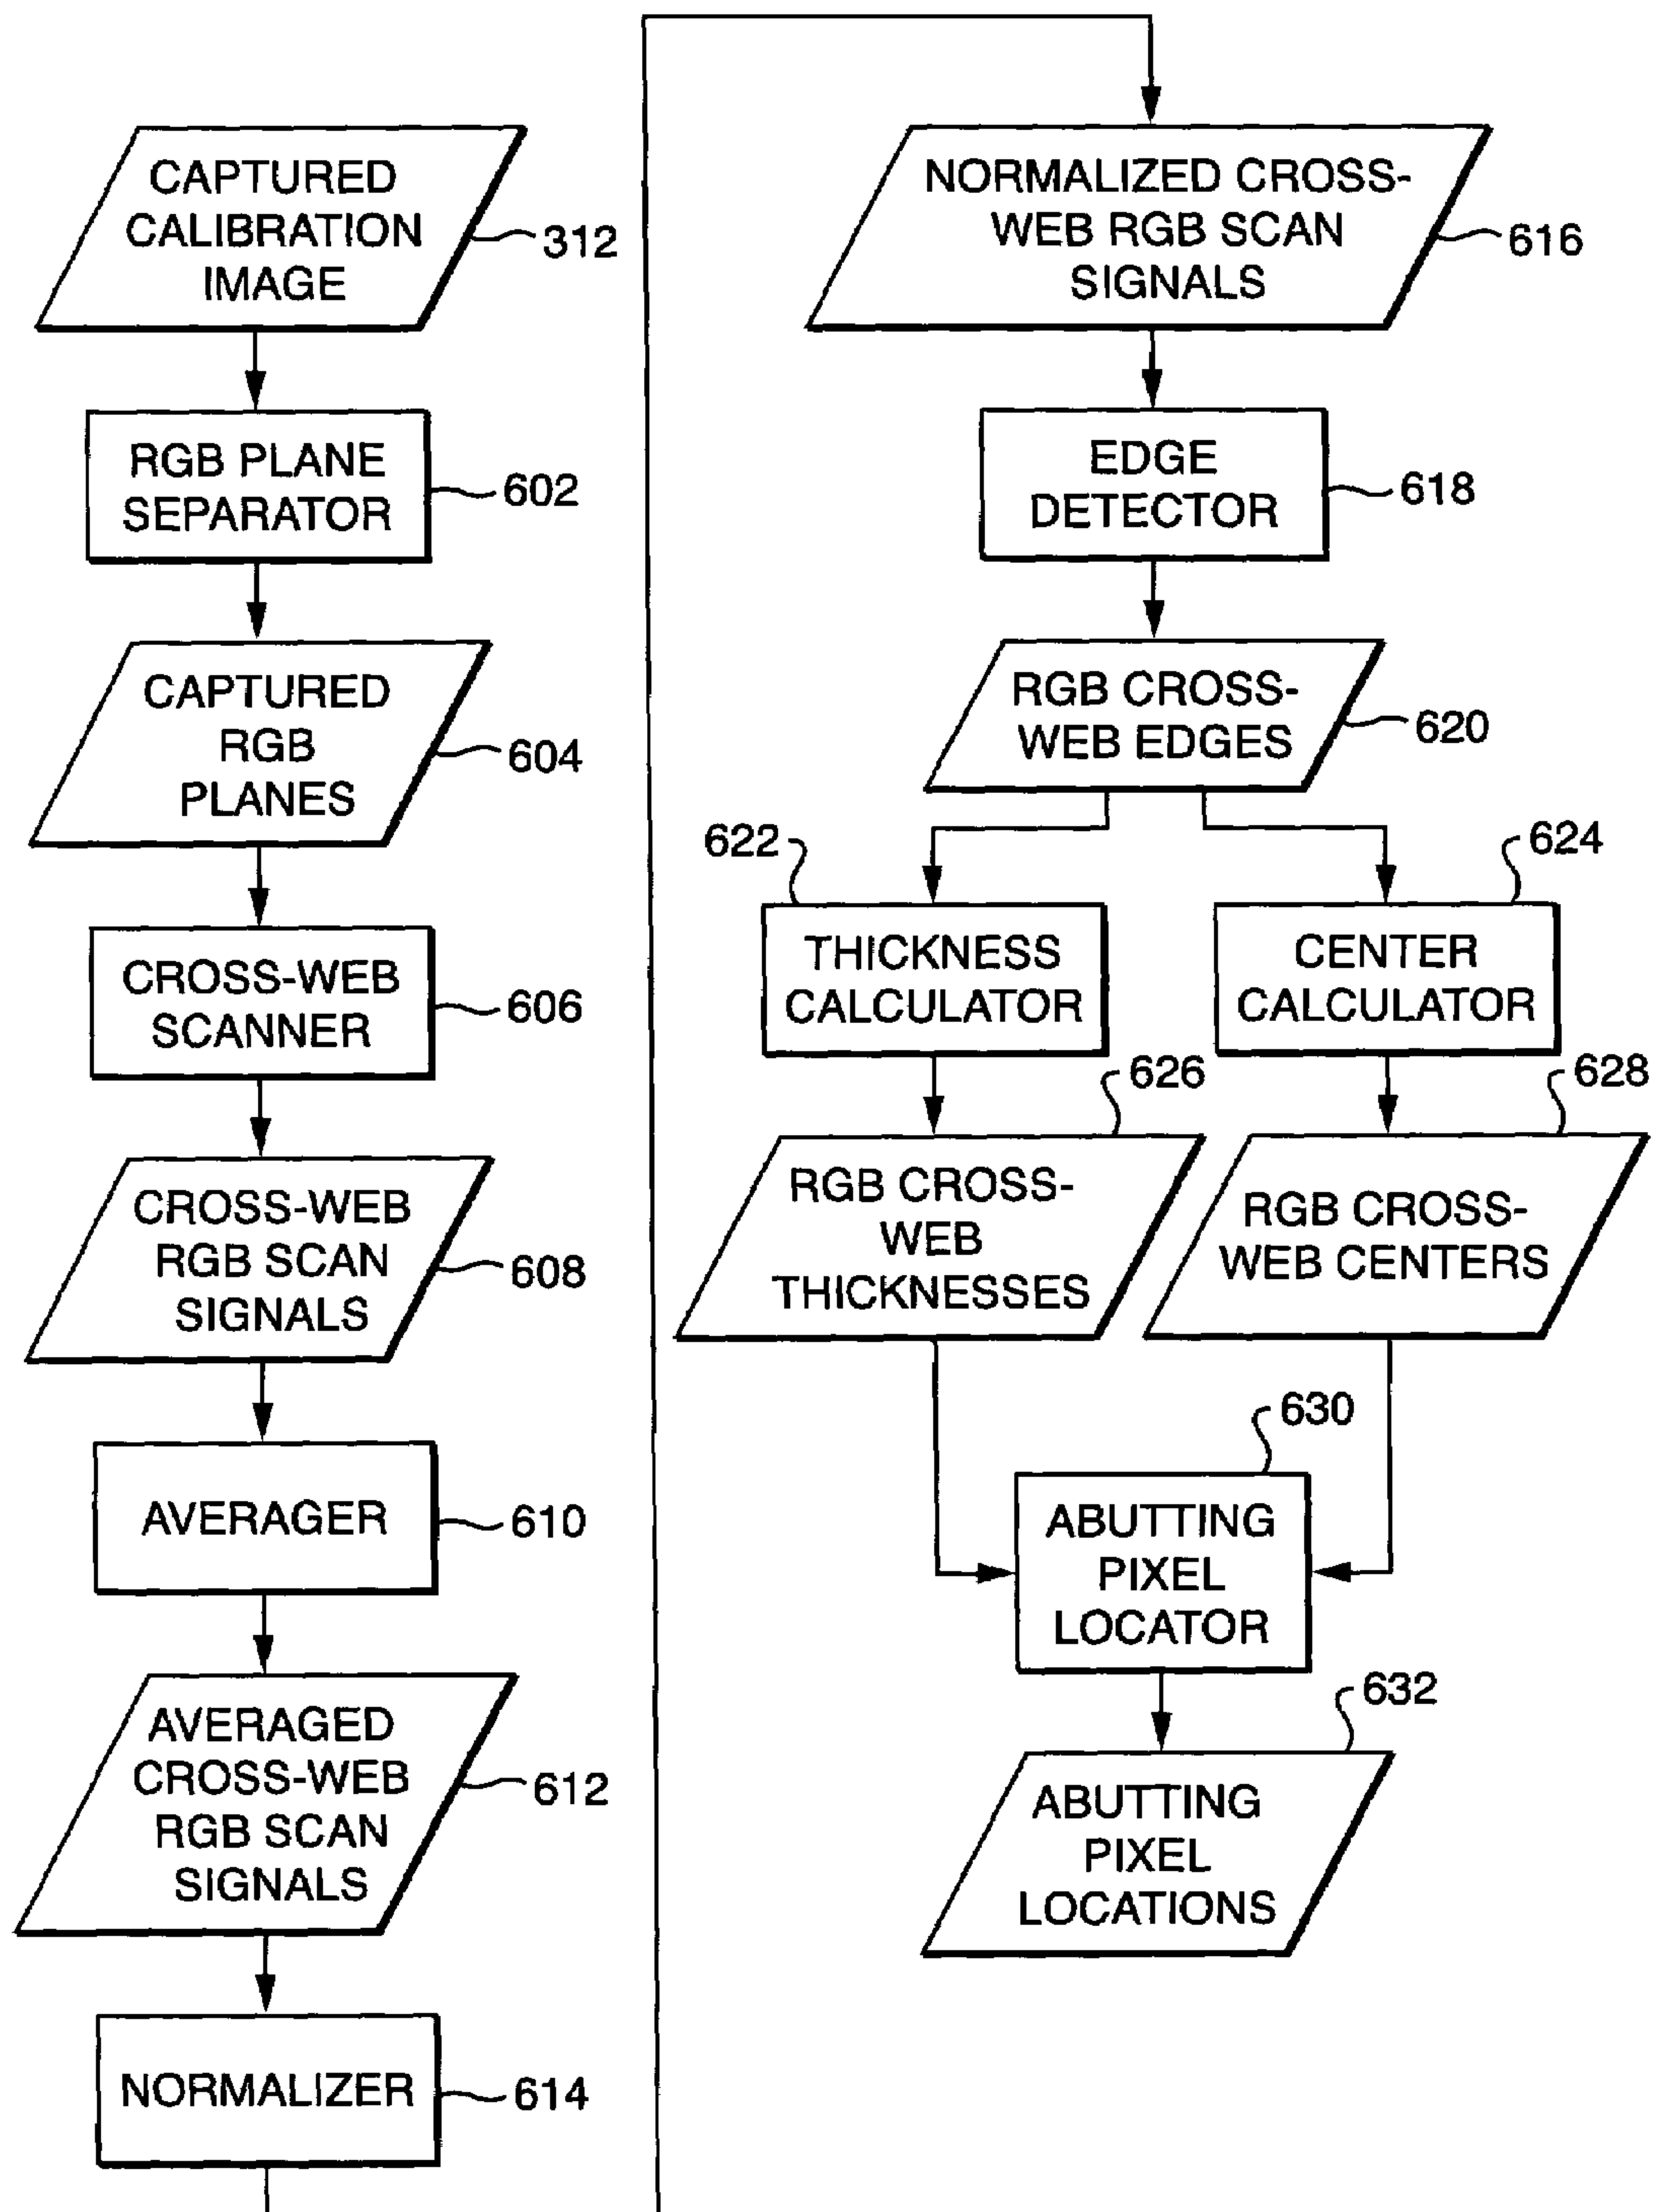 CAPTURED
CALIBRATION
IMAGE
312
RGB PLANE
SEPARATOR
602
CAPTURED
RGB
PLANES
604
CROSS-WEB
SCANNER
606
CROSS-WEB
RGB SCAN
SIGNALS
608
AVERAGER
610
AVERAGED
CROSS-WEB
RGB SCAN
SIGNALS
612
NORMALIZER
614
NORMALIZED CROSS-
WEB RGB SCAN
SIGNALS
616
EDGE
DETECTOR
618
RGB CROSS-
WEB EDGES
620
622
THICKNESS
CALCULATOR
624
CENTER
CALCULATOR
626
RGB CROSS-
WEB
THICKNESSES
628
RGB CROSS-
WEB CENTERS
630
ABUTTING
PIXEL
LOCATOR
632
ABUTTING
PIXEL
LOCATIONS